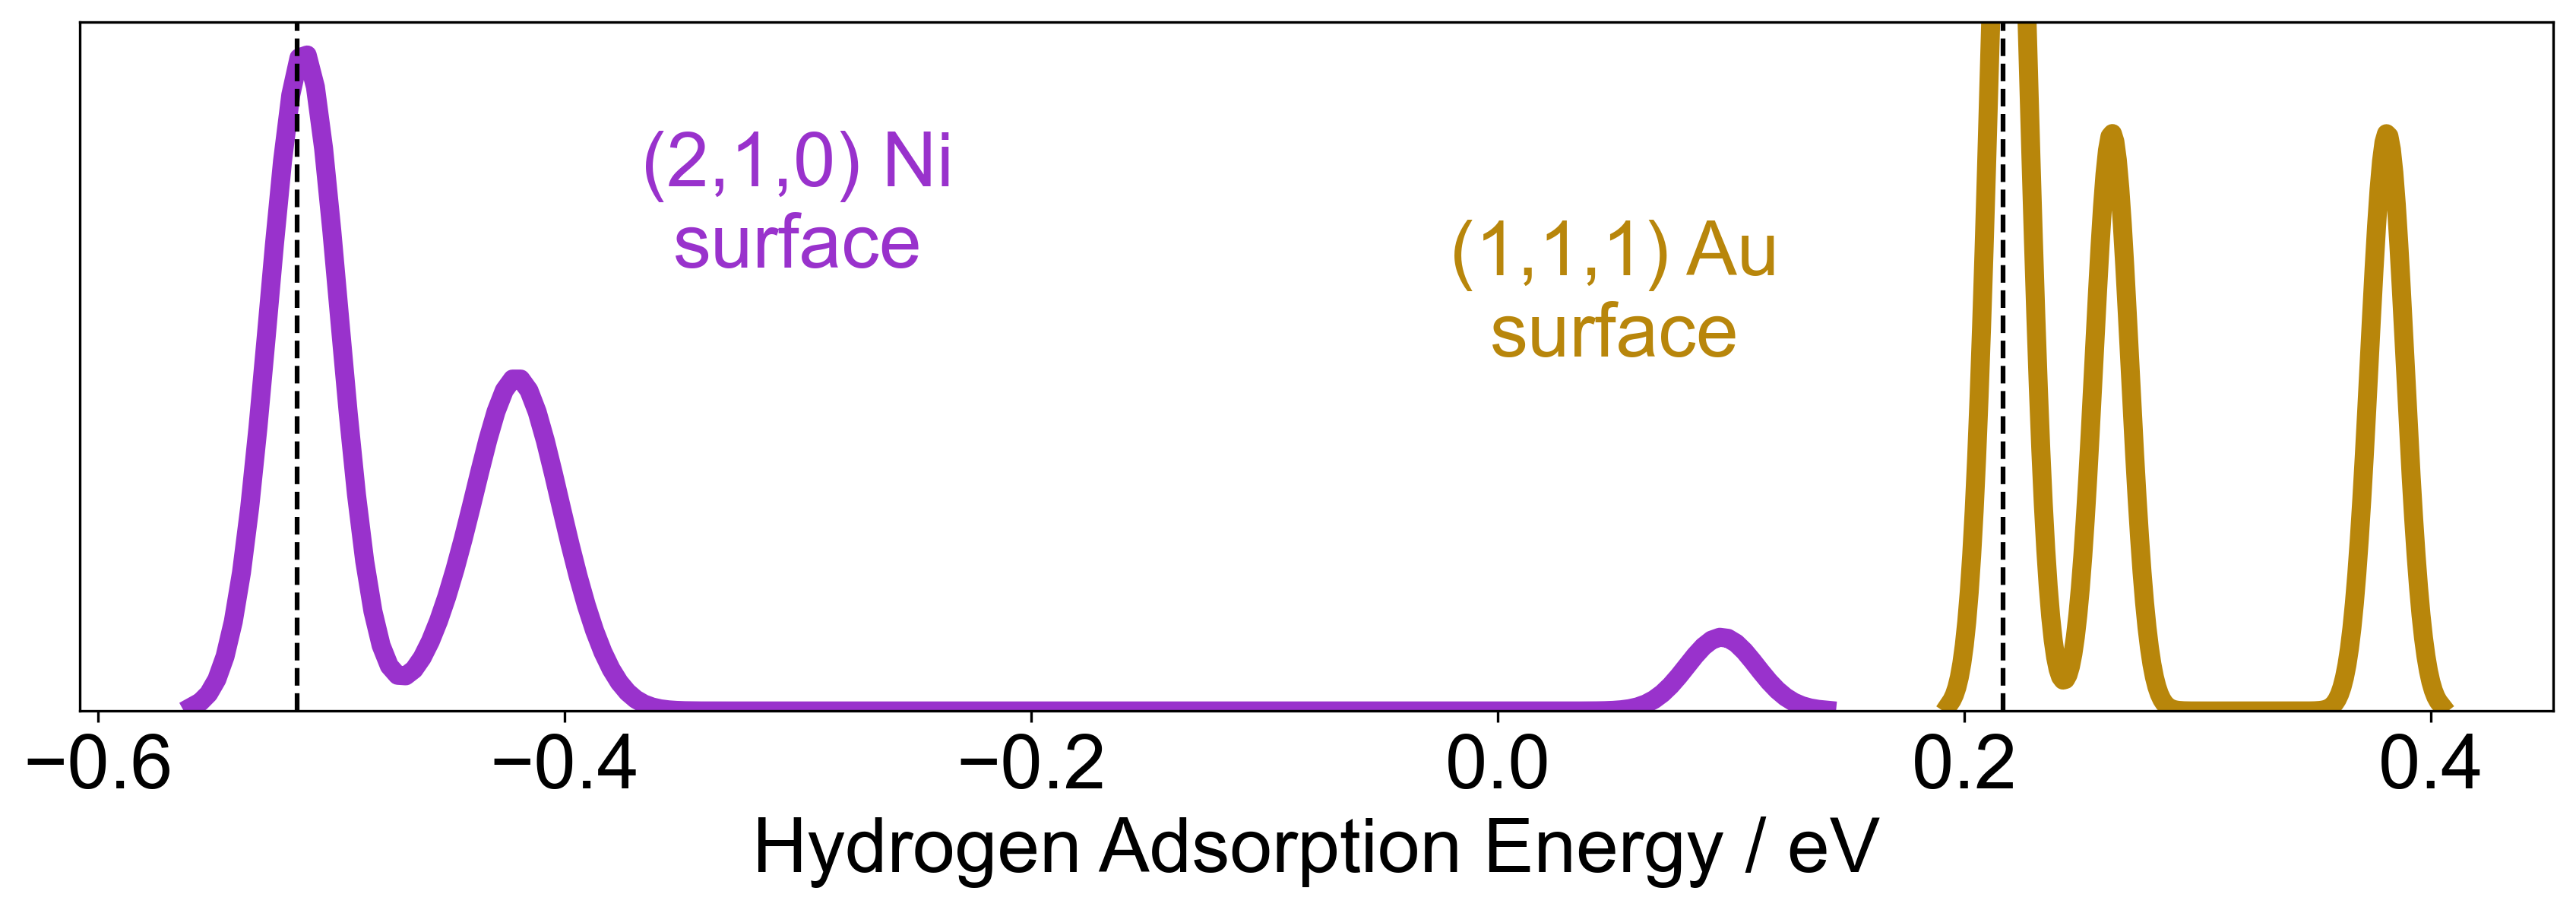 (2,1,0) Ni
surface
(1,1,1) Au
surface
−0.6 −0.4 −0.2 0.0 0.2 0.4
Hydrogen Adsorption Energy / eV